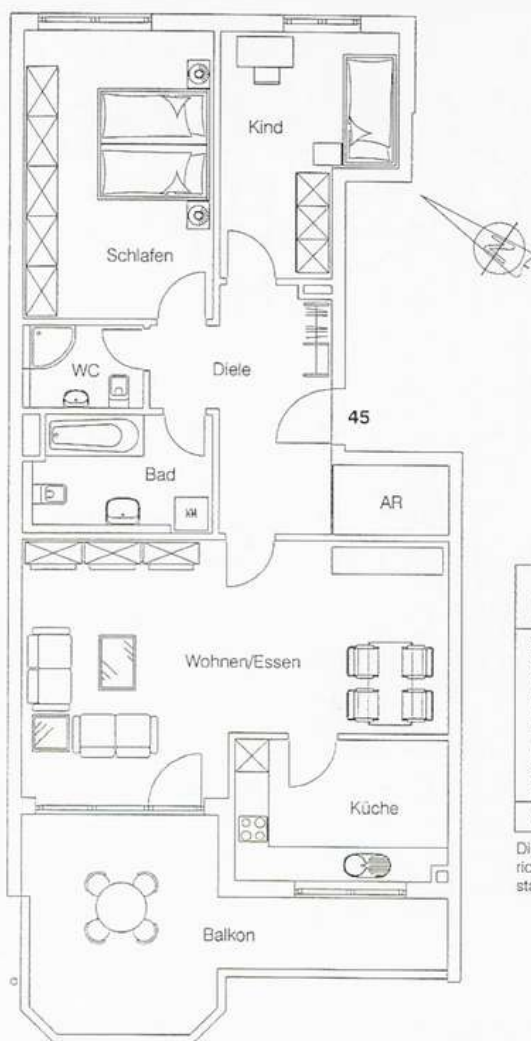 Kind
Schlafen
WC
Diele
45
Bad
AR
Wohnen/Essen
Küche
Balkon